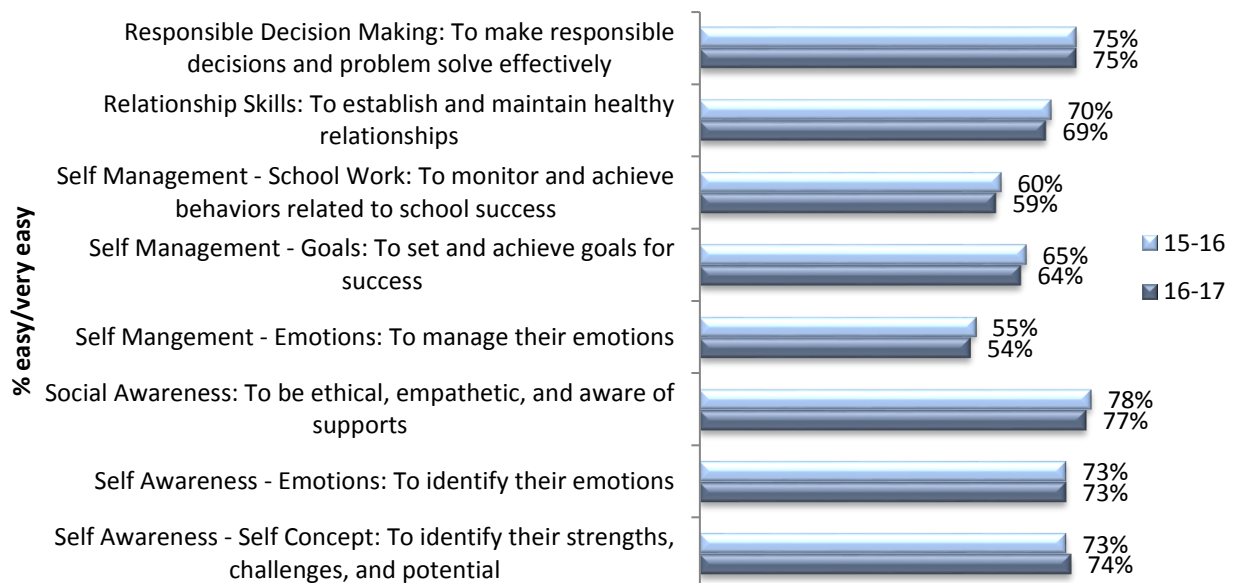 Responsible Decision Making: To make responsible
decisions and problem solve effectively
75%
75%
Relationship Skills: To establish and maintain healthy
relationships
70%
69%
Self Management - School Work: To monitor and achieve
behaviors related to school success
60%
59%
Self Management - Goals: To set and achieve goals for
success
65%
64%
Self Mangement - Emotions: To manage their emotions
55%
54%
Social Awareness: To be ethical, empathetic, and aware of
supports
78%
77%
Self Awareness - Emotions: To identify their emotions
73%
73%
Self Awareness - Self Concept: To identify their strengths,
challenges, and potential
73%
74%
% easy/very easy
15-16
16-17